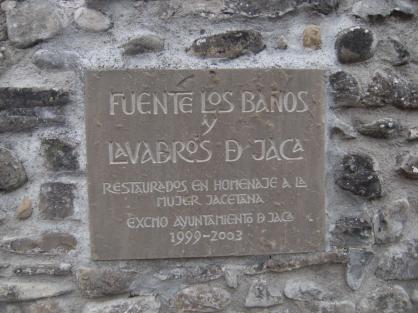 FUENTE LOS BAÑOS
Y
LAVADEROS D JACA
RESTAURADOS EN HOMENAJE A LA
MUJER JACETANA
EXCMO AYUNTAMIENTO D JACA
1999-2003